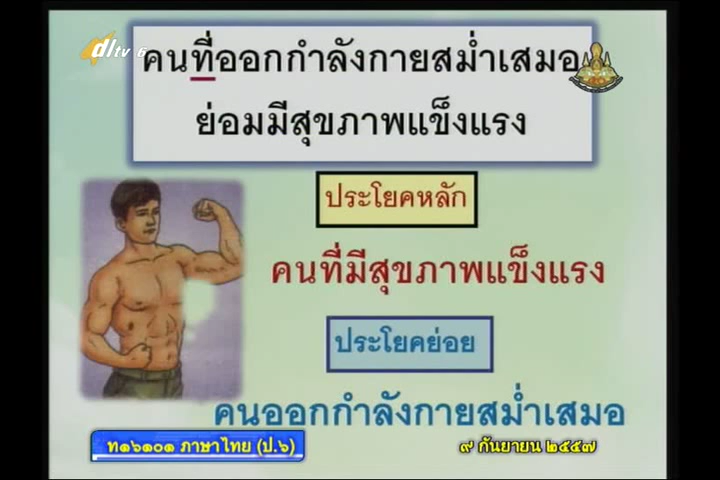 dltv 6
คนที่ออกกำลังกายสม่ำเสมอ
ย่อมมีสุขภาพแข็งแรง
ประโยคหลัก
คนที่มีสุขภาพแข็งแรง
ประโยคย่อย
คนออกกำลังกายสม่ำเสมอ
ท๑๖๑๐๑ ภาษาไทย (ป.๖)
๙ กันยายน ๒๕๕๗